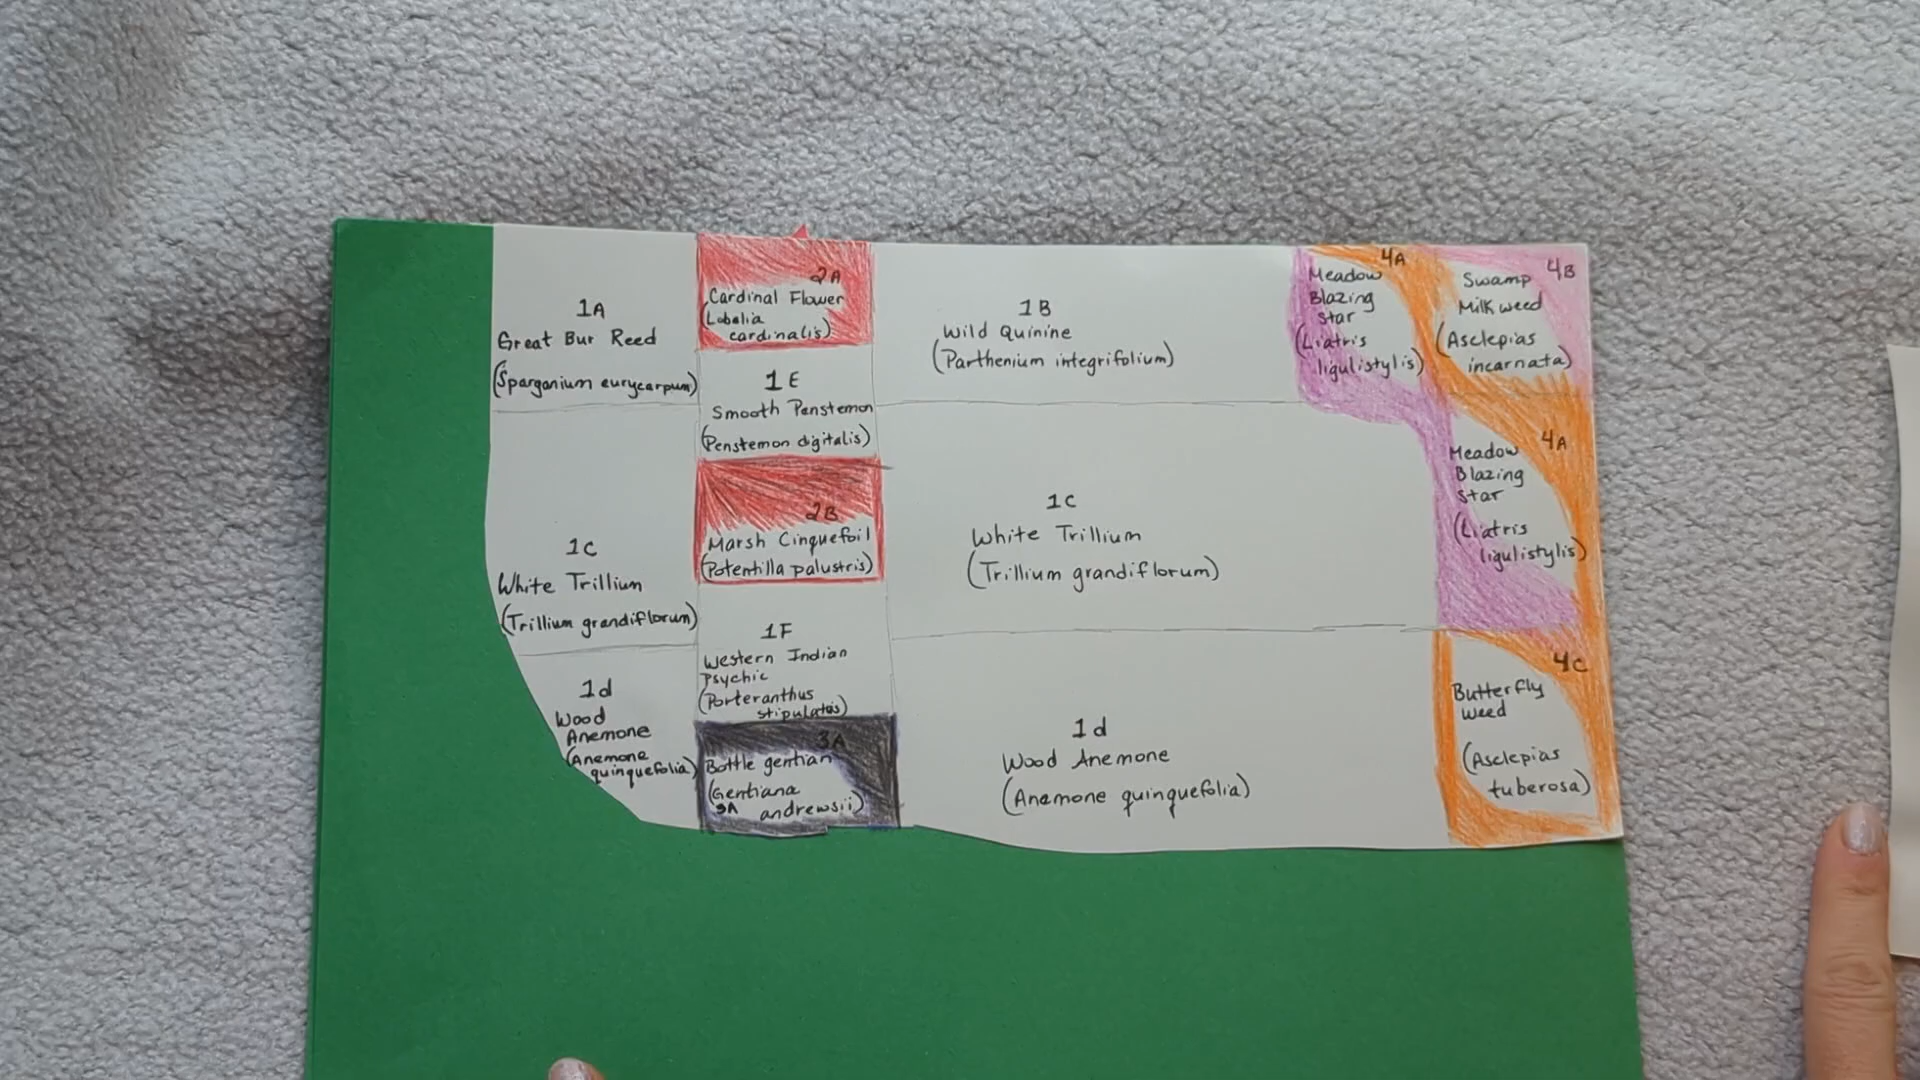 1A
Great Bur Reed
(Sparganium eurycarpum)
2A
Cardinal Flower
(Lobelia
cardinalis)
1E
Smooth Penstemon
(Penstemon digitalis)
1B
Wild Quinine
(Parthenium integrifolium)
4A
Meadow
Blazing
Star
(Liatris
ligulistylis)
4B
Swamp
Milkweed
(Asclepias
incarnata)
1C
White Trillium
(Trillium grandiflorum)
2B
Marsh Cinquefoil
(Potentilla palustris)
1C
White Trillium
(Trillium grandiflorum)
4A
Meadow
Blazing
Star
(Liatris
ligulistylis)
1d
Wood
Anemone
(Anemone
quinquefolia)
1F
Western Indian
Psychic
(Porteranthus
stipulatus)
3A
Bottle gentian
(Gentiana
3A andrewsii)
1d
Wood Anemone
(Anemone quinquefolia)
4C
Butterfly
Weed
(Asclepias
tuberosa)